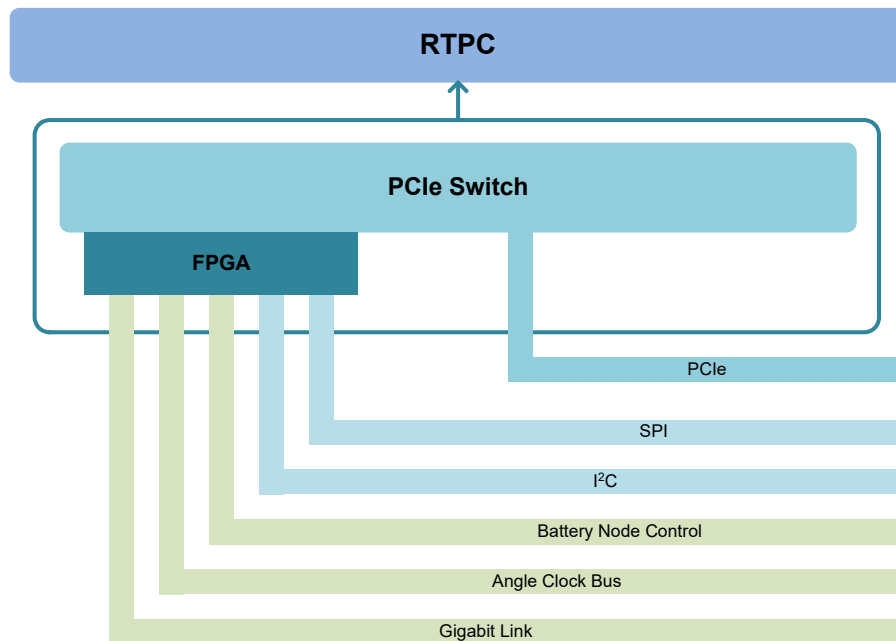 RTPC
PCIe Switch
FPGA
PCIe
SPI
I²C
Battery Node Control
Angle Clock Bus
Gigabit Link